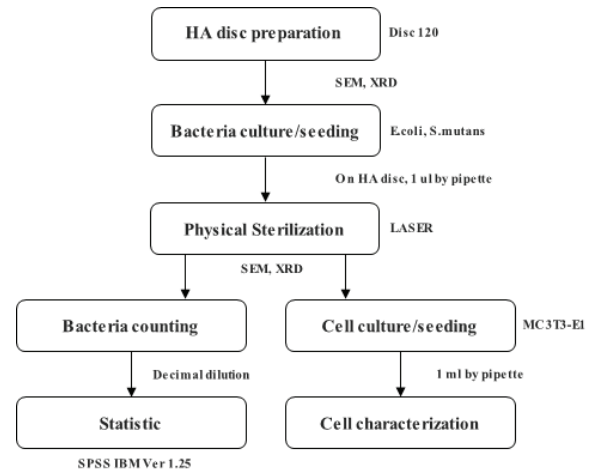 HA disc preparation
Disc 120
SEM, XRD
Bacteria culture/seeding
E.coli, S.mutans
On HA disc, 1 ul by pipette
Physical Sterilization
LASER
SEM, XRD
Bacteria counting
Cell culture/seeding
MC3T3-E1
Decimal dilution
1 ml by pipette
Statistic
Cell characterization
SPSS IBM Ver 1.25